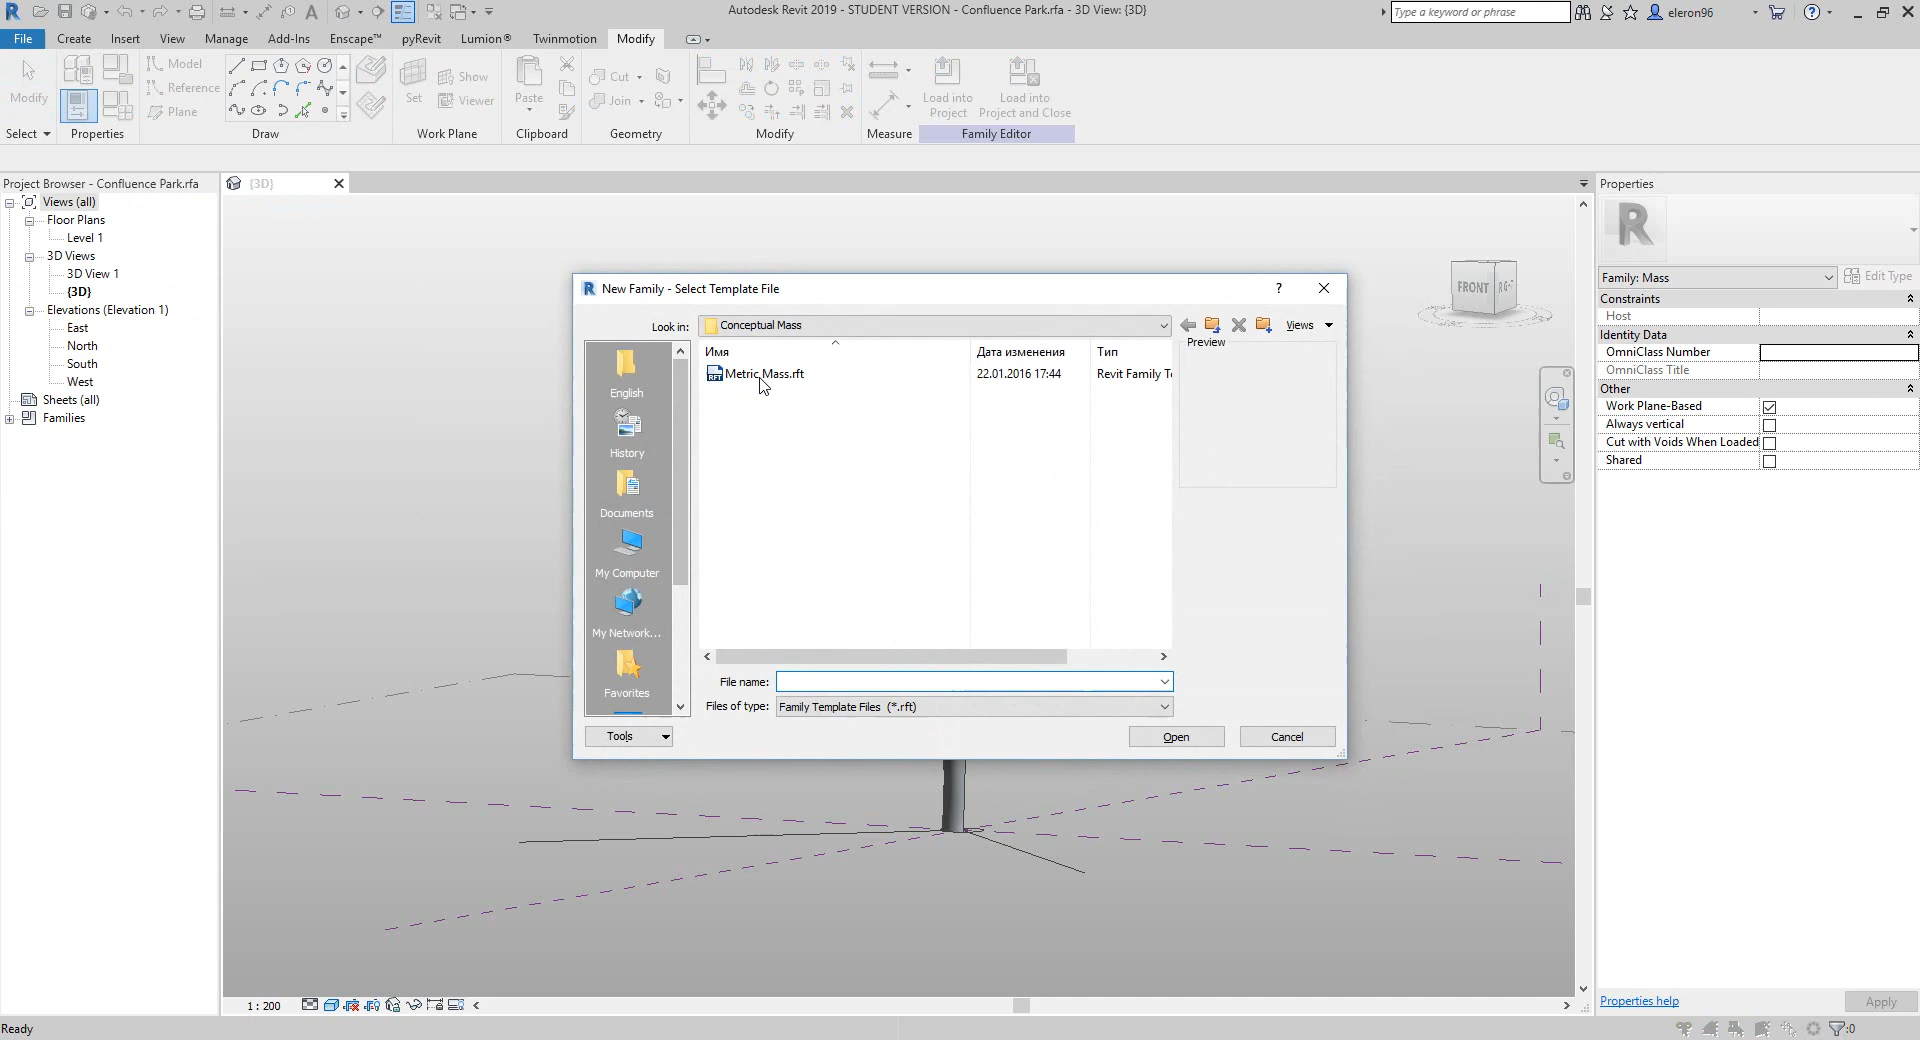 Autodesk Revit 2019 - STUDENT VERSION - Confluence Park.rfa - 3D View: {3D}
Type a keyword or phrase
eleron96
File Create Insert View Manage Add-Ins Enscape™ pyRevit Lumion® Twinmotion Modify
Modify
Model
Reference
Plane
Set
Show
Viewer
Paste
Cut
Join
Load into
Project
Load into
Project and Close
Select Properties Draw Work Plane Clipboard Geometry Modify Measure Family Editor
Project Browser - Confluence Park.rfa
Views (all)
Floor Plans
Level 1
3D Views
3D View 1
{3D}
Elevations (Elevation 1)
East
North
South
West
Sheets (all)
Families
{3D}
FRONT
New Family - Select Template File
Look in: Conceptual Mass
Views
Preview
Имя Дата изменения Тип
Metric Mass.rft 22.01.2016 17:44 Revit Family T
English
History
Documents
My Computer
My Network...
Favorites
File name:
Files of type: Family Template Files (*.rft)
Tools
Open
Cancel
Properties
Family: Mass
Edit Type
Constraints
Host
Identity Data
OmniClass Number
OmniClass Title
Other
Work Plane-Based
Always vertical
Cut with Voids When Loaded
Shared
Properties help
Apply
1 : 200
Ready
:0